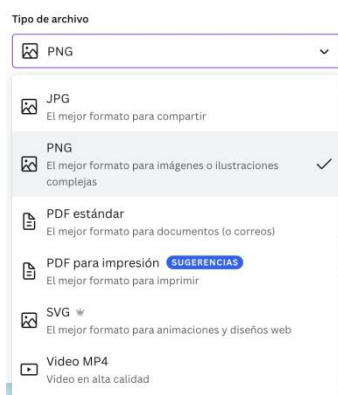 Tipo de archivo
PNG
JPG
El mejor formato para compartir
PNG
El mejor formato para imágenes o ilustraciones
complejas
PDF estándar
El mejor formato para documentos (o correos)
PDF para impresión SUGERENCIAS
El mejor formato para imprimir
SVG
El mejor formato para animaciones y diseños web
Video MP4
Video en alta calidad